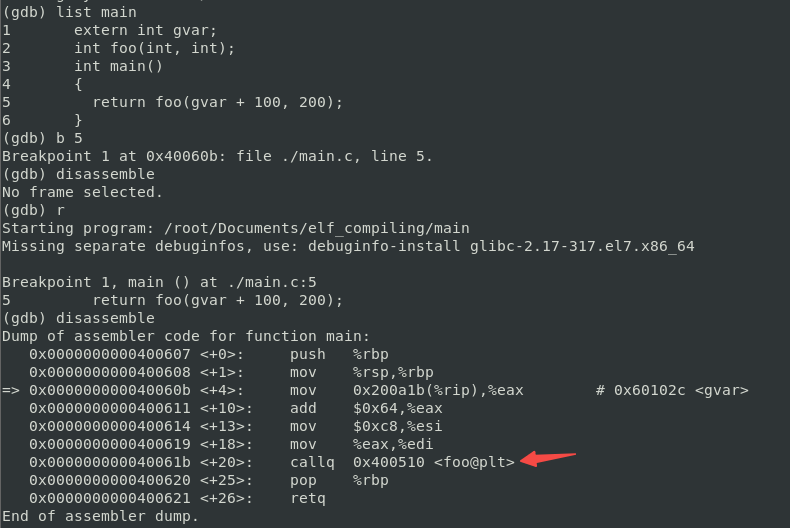 (gdb) list main
1       extern int gvar;
2       int foo(int, int);
3       int main()
4       {
5         return foo(gvar + 100, 200);
6       }
(gdb) b 5
Breakpoint 1 at 0x40060b: file ./main.c, line 5.
(gdb) disassemble
No frame selected.
(gdb) r
Starting program: /root/Documents/elf_compiling/main
Missing separate debuginfos, use: debuginfo-install glibc-2.17-317.el7.x86_64

Breakpoint 1, main () at ./main.c:5
5         return foo(gvar + 100, 200);
(gdb) disassemble
Dump of assembler code for function main:
   0x0000000000400607 <+0>:     push   %rbp
   0x0000000000400608 <+1>:     mov    %rsp,%rbp
=> 0x000000000040060b <+4>:     mov    0x200a1b(%rip),%eax        # 0x60102c <gvar>
   0x0000000000400611 <+10>:    add    $0x64,%eax
   0x0000000000400614 <+13>:    mov    $0xc8,%esi
   0x0000000000400619 <+18>:    mov    %eax,%edi
   0x000000000040061b <+20>:    callq  0x400510 <foo@plt>
   0x0000000000400620 <+25>:    pop    %rbp
   0x0000000000400621 <+26>:    retq
End of assembler dump.